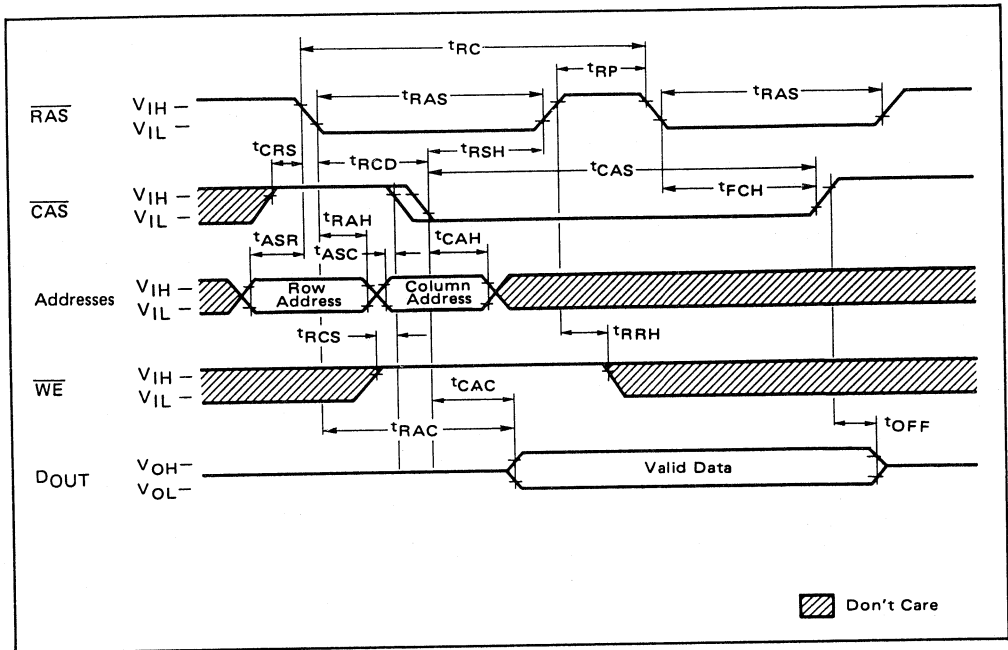 tRC
tRP
tRAS
tRAS
RAS
VIH
VIL
tCRS
tRCD
tRSH
tCAS
tFCH
CAS
VIH
VIL
tRAH
tASR
tASC
tCAH
Addresses
VIH
VIL
Row
Address
Column
Address
tRCS
tRRH
WE
VIH
VIL
tCAC
tRAC
tOFF
DOUT
VOH
VOL
Valid Data
Don't Care